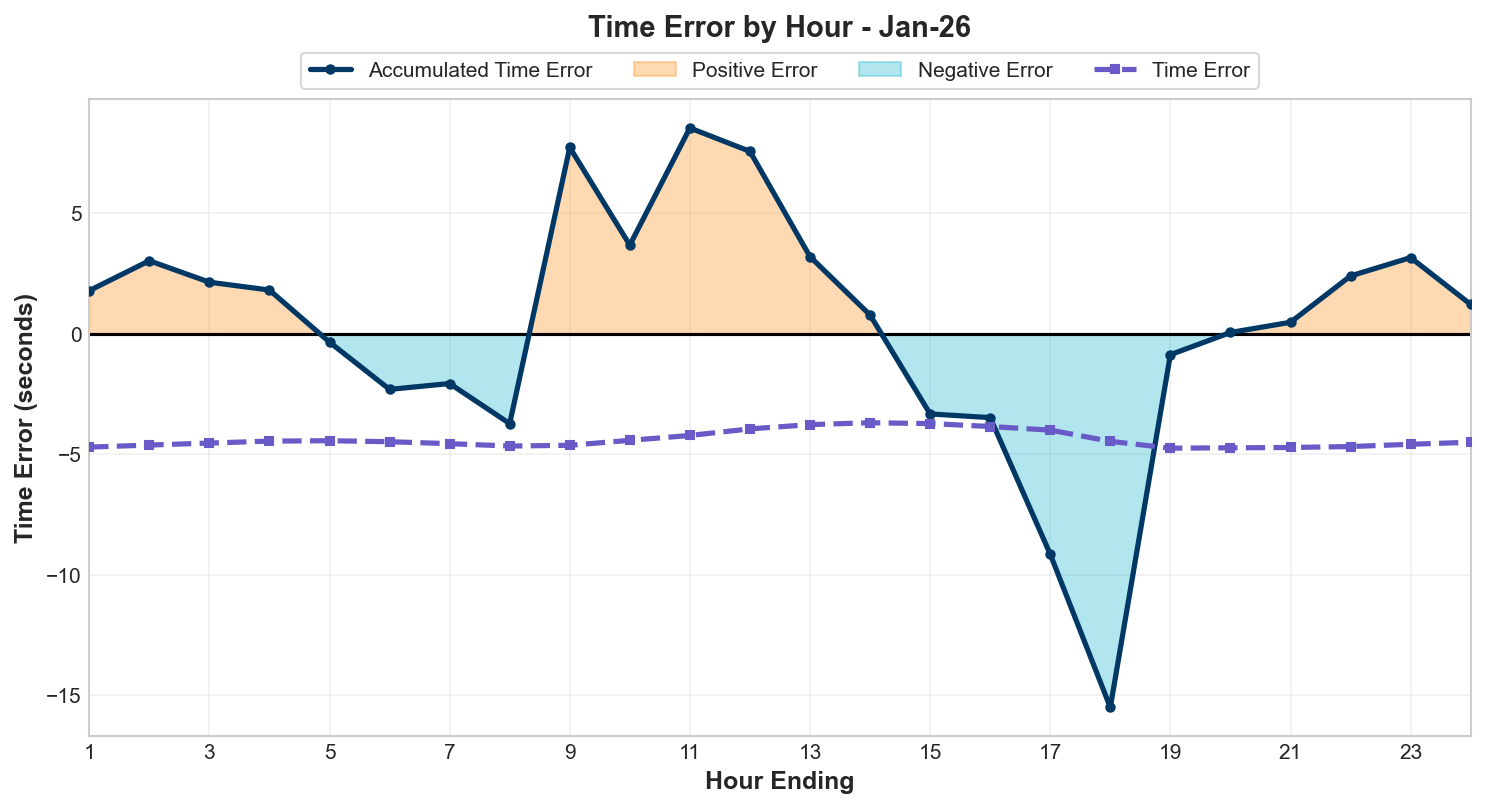 Time Error by Hour - Jan-26
Accumulated Time Error Positive Error Negative Error Time Error
Time Error (seconds)
5
0
−5
−10
−15
1 3 5 7 9 11 13 15 17 19 21 23
Hour Ending